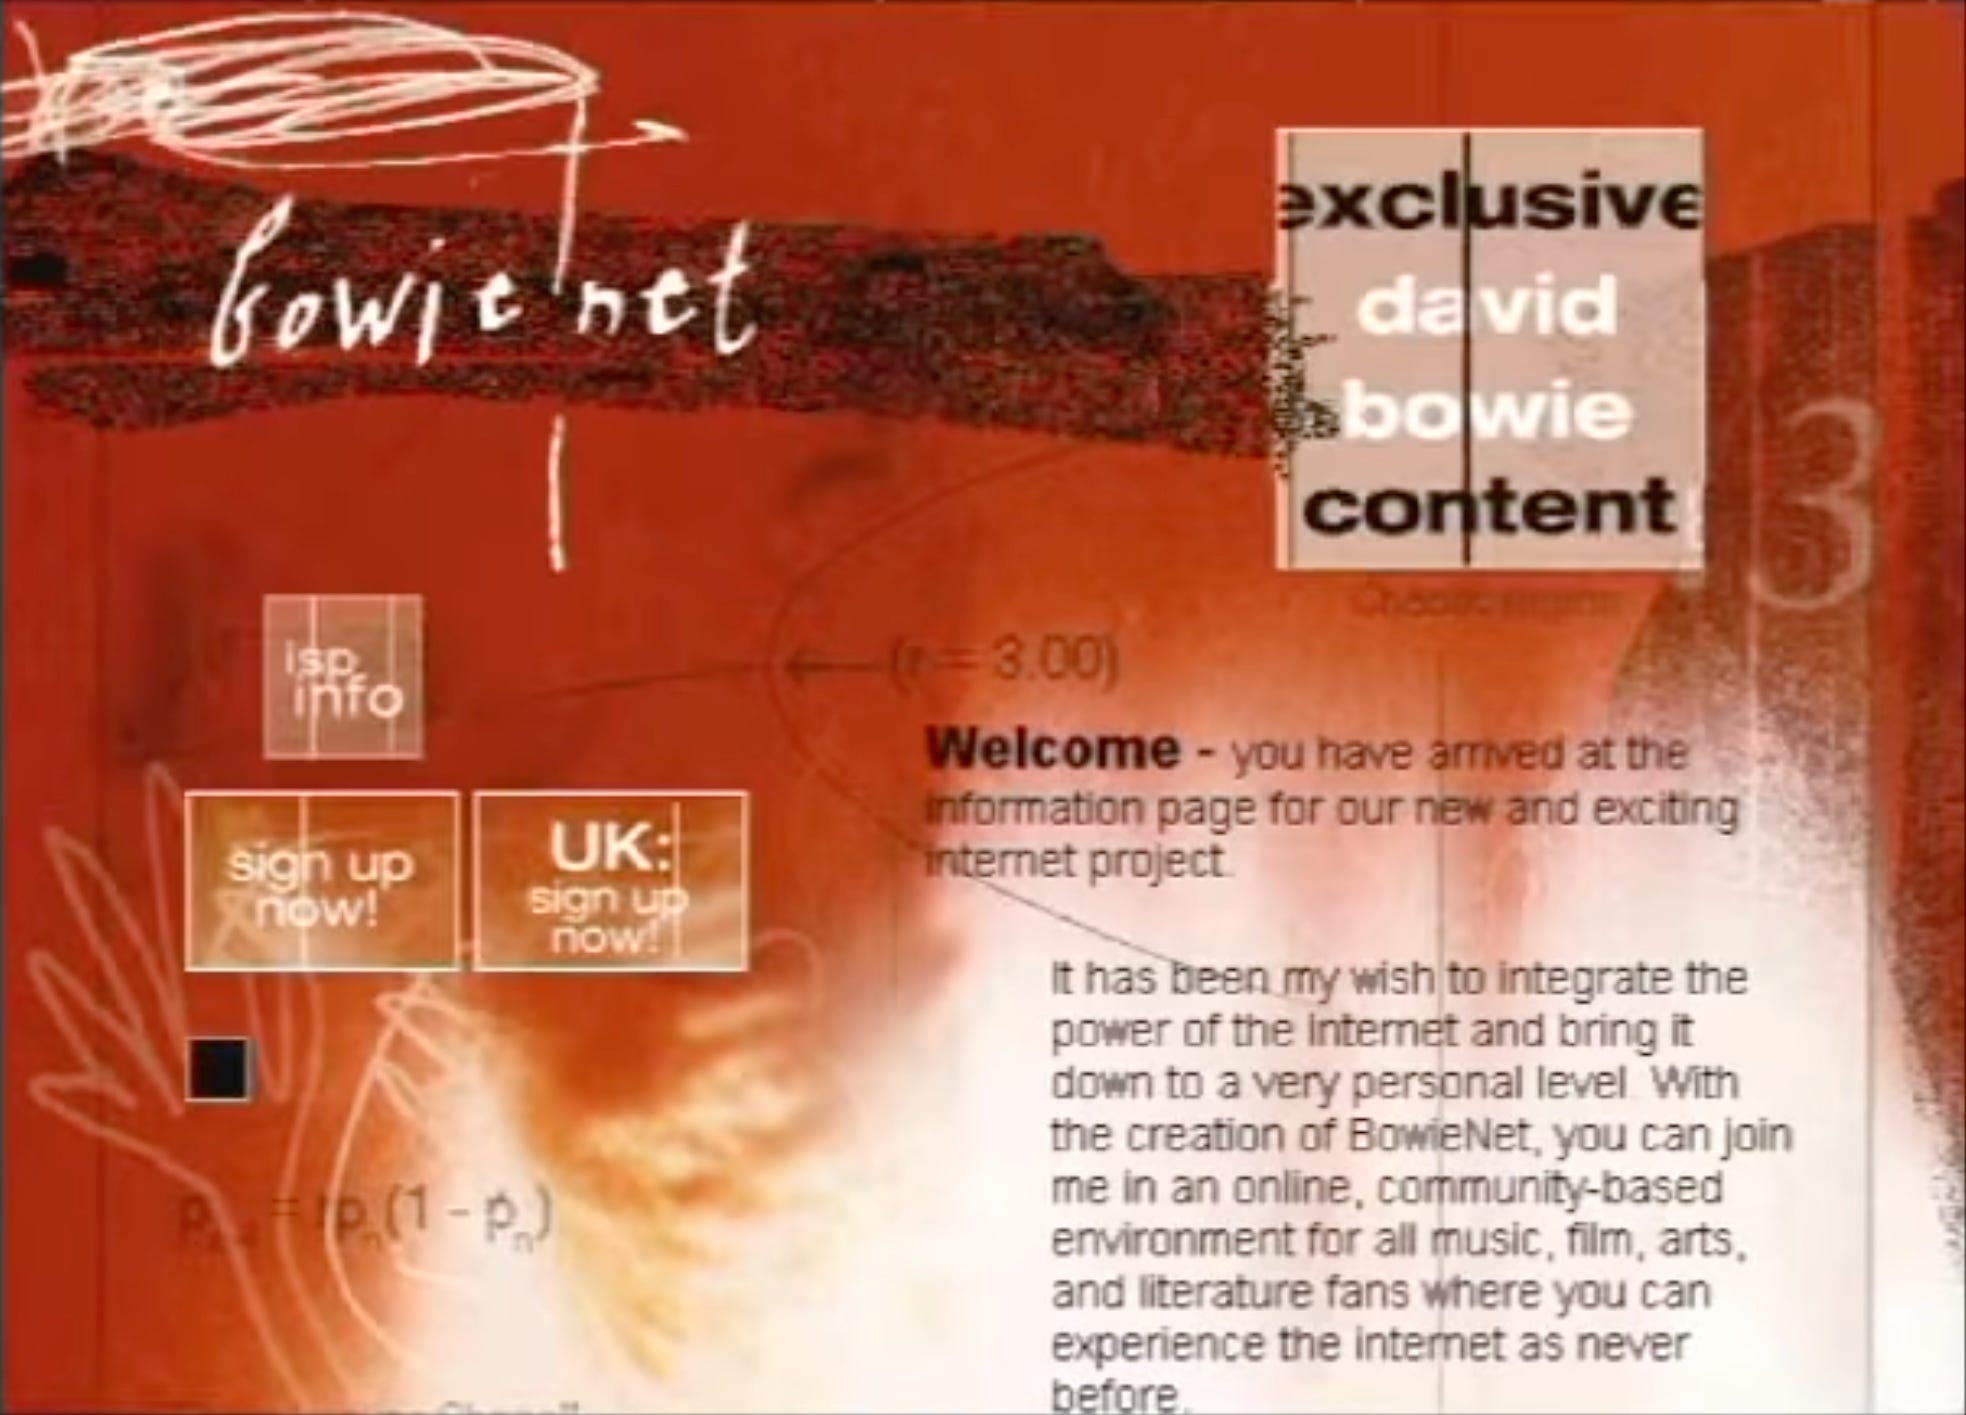 bowie net
exclusive
david
bowie
content
3
isp
info
(r = 3.00)
Welcome - you have arrived at the
information page for our new and exciting
internet project.
sign up
now!
UK:
sign up
now!
It has been my wish to integrate the
power of the Internet and bring it
down to a very personal level. With
the creation of BowieNet, you can join
me in an online, community-based
environment for all music, film, arts,
and literature fans where you can
experience the internet as never
before.
= rpn(1 - pn)